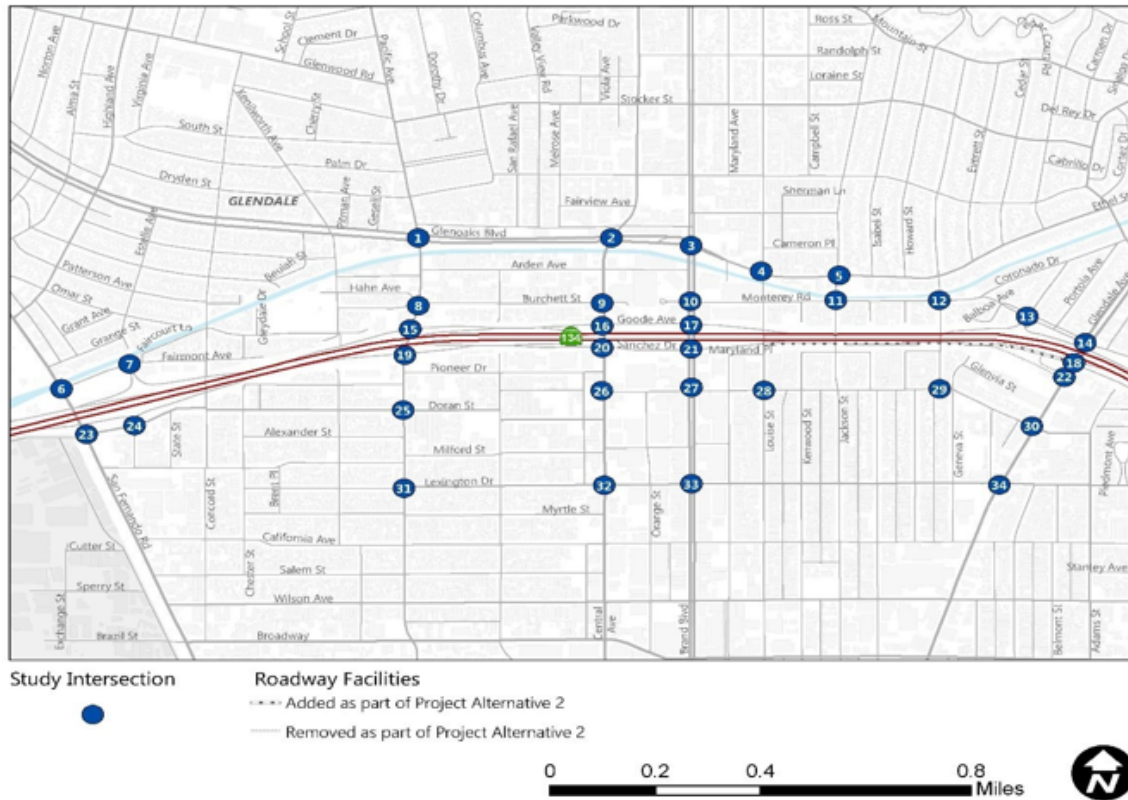 Norton Ave
Alma St
Highland Ave
Virginia Ave
School St
Clement Dr
Glenwood Rd
Pacific Ave
Dorothy Dr
Columbus Ave
Valley View Rd
Parkwood Dr
Viola Ave
Ross St
Mountain St
Randolph St
Loraine St
Cedar St
Carmen Dr
Kenilworth Ave
Cherry St
Stocker St
South St
San Rafael Ave
Melrose Ave
Maryland Ave
Campbell St
Everett St
Del Rey Dr
Cortez Dr
Palm Dr
Cabrillo Dr
Dryden St
Pitman Ave
Geselle St
Sherman Ln
GLENDALE
Fairview Ave
Isabel St
Howard St
Ethel St
Estelle Ave
Glenoaks Blvd
1
2
3
Cameron Pl
Patterson Ave
Beulah St
Arden Ave
4
5
Coronado Dr
Omar St
Glendale Dr
Hahn Ave
8
Burchett St
9
10
Monterey Rd
11
12
Balboa Ave
Portola Ave
Glendale Ave
Grant Ave
13
Grange St
Faircourt Ln
15
16
Goode Ave
17
134
14
7
Fairmont Ave
19
20
Sanchez Dr
21
Maryland Pl
18
Pioneer Dr
Glenvia St
22
6
26
27
28
29
25
Doran St
24
23
State St
Alexander St
Louise St
Kenwood St
Jackson St
30
Milford St
Geneva St
Piedmont Ave
San Fernando Rd
Concord St
Brent Pl
31
Lexington Dr
32
33
34
Orange St
Myrtle St
California Ave
Cutter St
Chester St
Salem St
Stanley Ave
Sperry St
Wilson Ave
Exchange St
Brazil St
Broadway
Central Ave
Brand Blvd
Belmont St
Adams St
Study Intersection
Roadway Facilities
Added as part of Project Alternative 2
Removed as part of Project Alternative 2
0 0.2 0.4 0.8
Miles
N